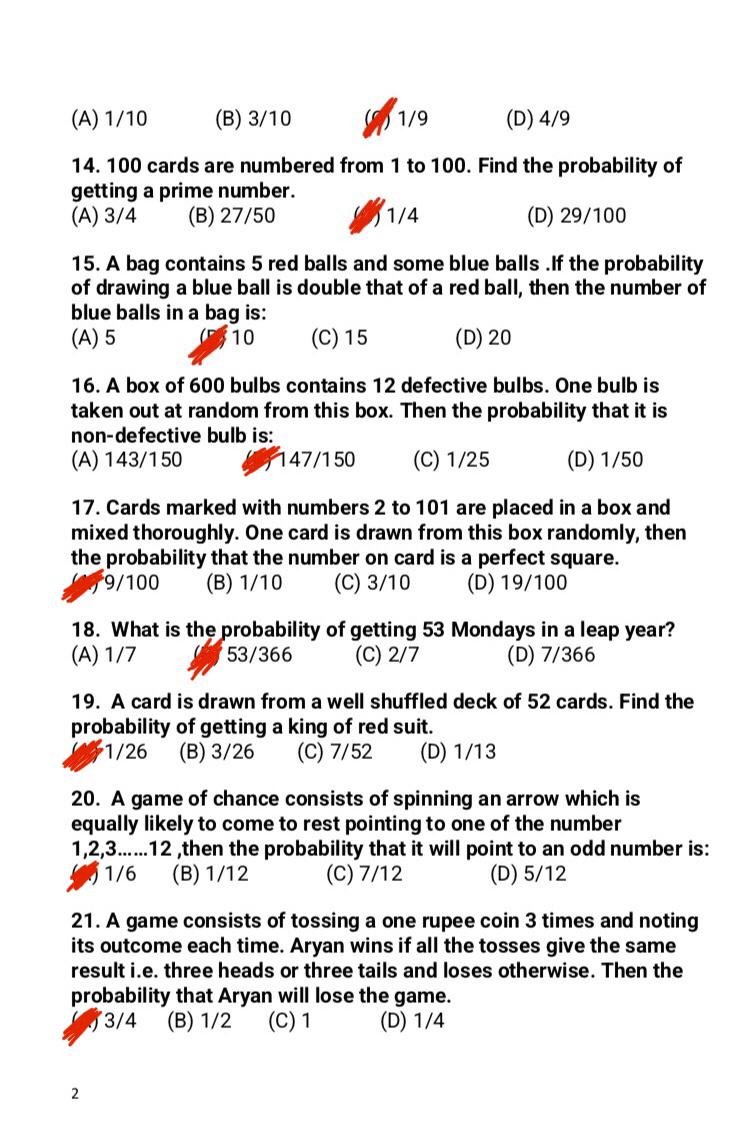 (A) 1/10 (B) 3/10 1/9 (D) 4/9
14. 100 cards are numbered from 1 to 100. Find the probability of
getting a prime number.
(A) 3/4 (B) 27/50 1/4 (D) 29/100
15. A bag contains 5 red balls and some blue balls .If the probability
of drawing a blue ball is double that of a red ball, then the number of
blue balls in a bag is:
(A) 5 10 (C) 15 (D) 20
16. A box of 600 bulbs contains 12 defective bulbs. One bulb is
taken out at random from this box. Then the probability that it is
non-defective bulb is:
(A) 143/150 147/150 (C) 1/25 (D) 1/50
17. Cards marked with numbers 2 to 101 are placed in a box and
mixed thoroughly. One card is drawn from this box randomly, then
the probability that the number on card is a perfect square.
9/100 (B) 1/10 (C) 3/10 (D) 19/100
18. What is the probability of getting 53 Mondays in a leap year?
(A) 1/7 53/366 (C) 2/7 (D) 7/366
19. A card is drawn from a well shuffled deck of 52 cards. Find the
probability of getting a king of red suit.
1/26 (B) 3/26 (C) 7/52 (D) 1/13
20. A game of chance consists of spinning an arrow which is
equally likely to come to rest pointing to one of the number
1,2,3......12 ,then the probability that it will point to an odd number is:
1/6 (B) 1/12 (C) 7/12 (D) 5/12
21. A game consists of tossing a one rupee coin 3 times and noting
its outcome each time. Aryan wins if all the tosses give the same
result i.e. three heads or three tails and loses otherwise. Then the
probability that Aryan will lose the game.
3/4 (B) 1/2 (C) 1 (D) 1/4
2